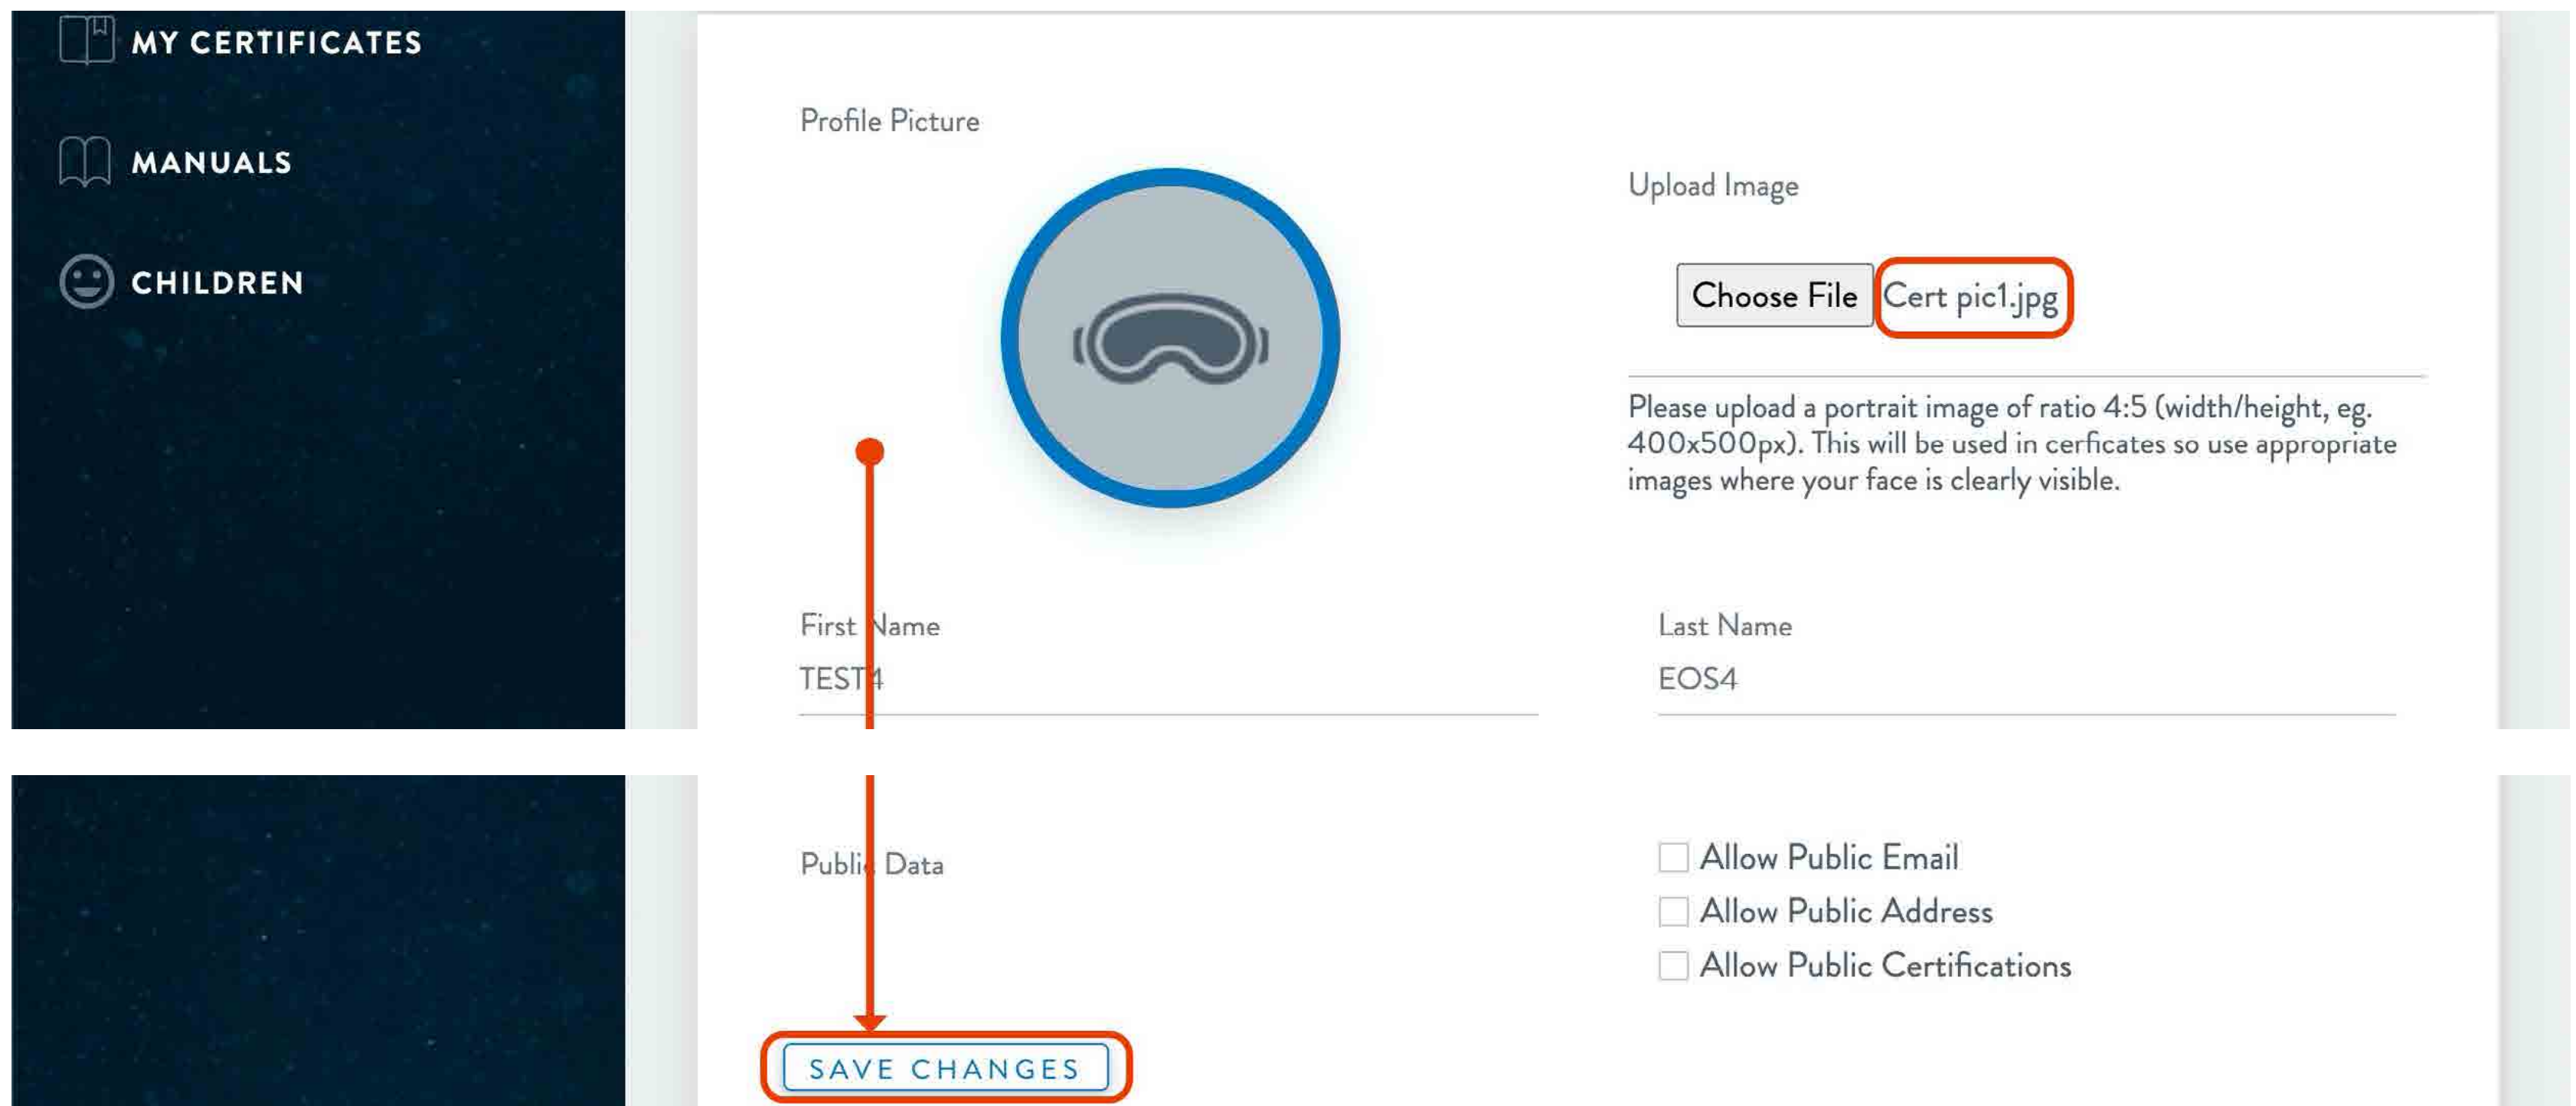 MY CERTIFICATES
MANUALS
CHILDREN
Profile Picture
Upload Image
Choose File Cert pic1.jpg
Please upload a portrait image of ratio 4:5 (width/height, eg.
400x500px). This will be used in cerficates so use appropriate
images where your face is clearly visible.
First Name
TEST4
Last Name
EOS4
Public Data
Allow Public Email
Allow Public Address
Allow Public Certifications
SAVE CHANGES